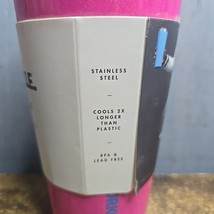 STAINLESS
STEEL
COOLS 2X
LONGER
THAN
PLASTIC
BPA &
LEAD FREE